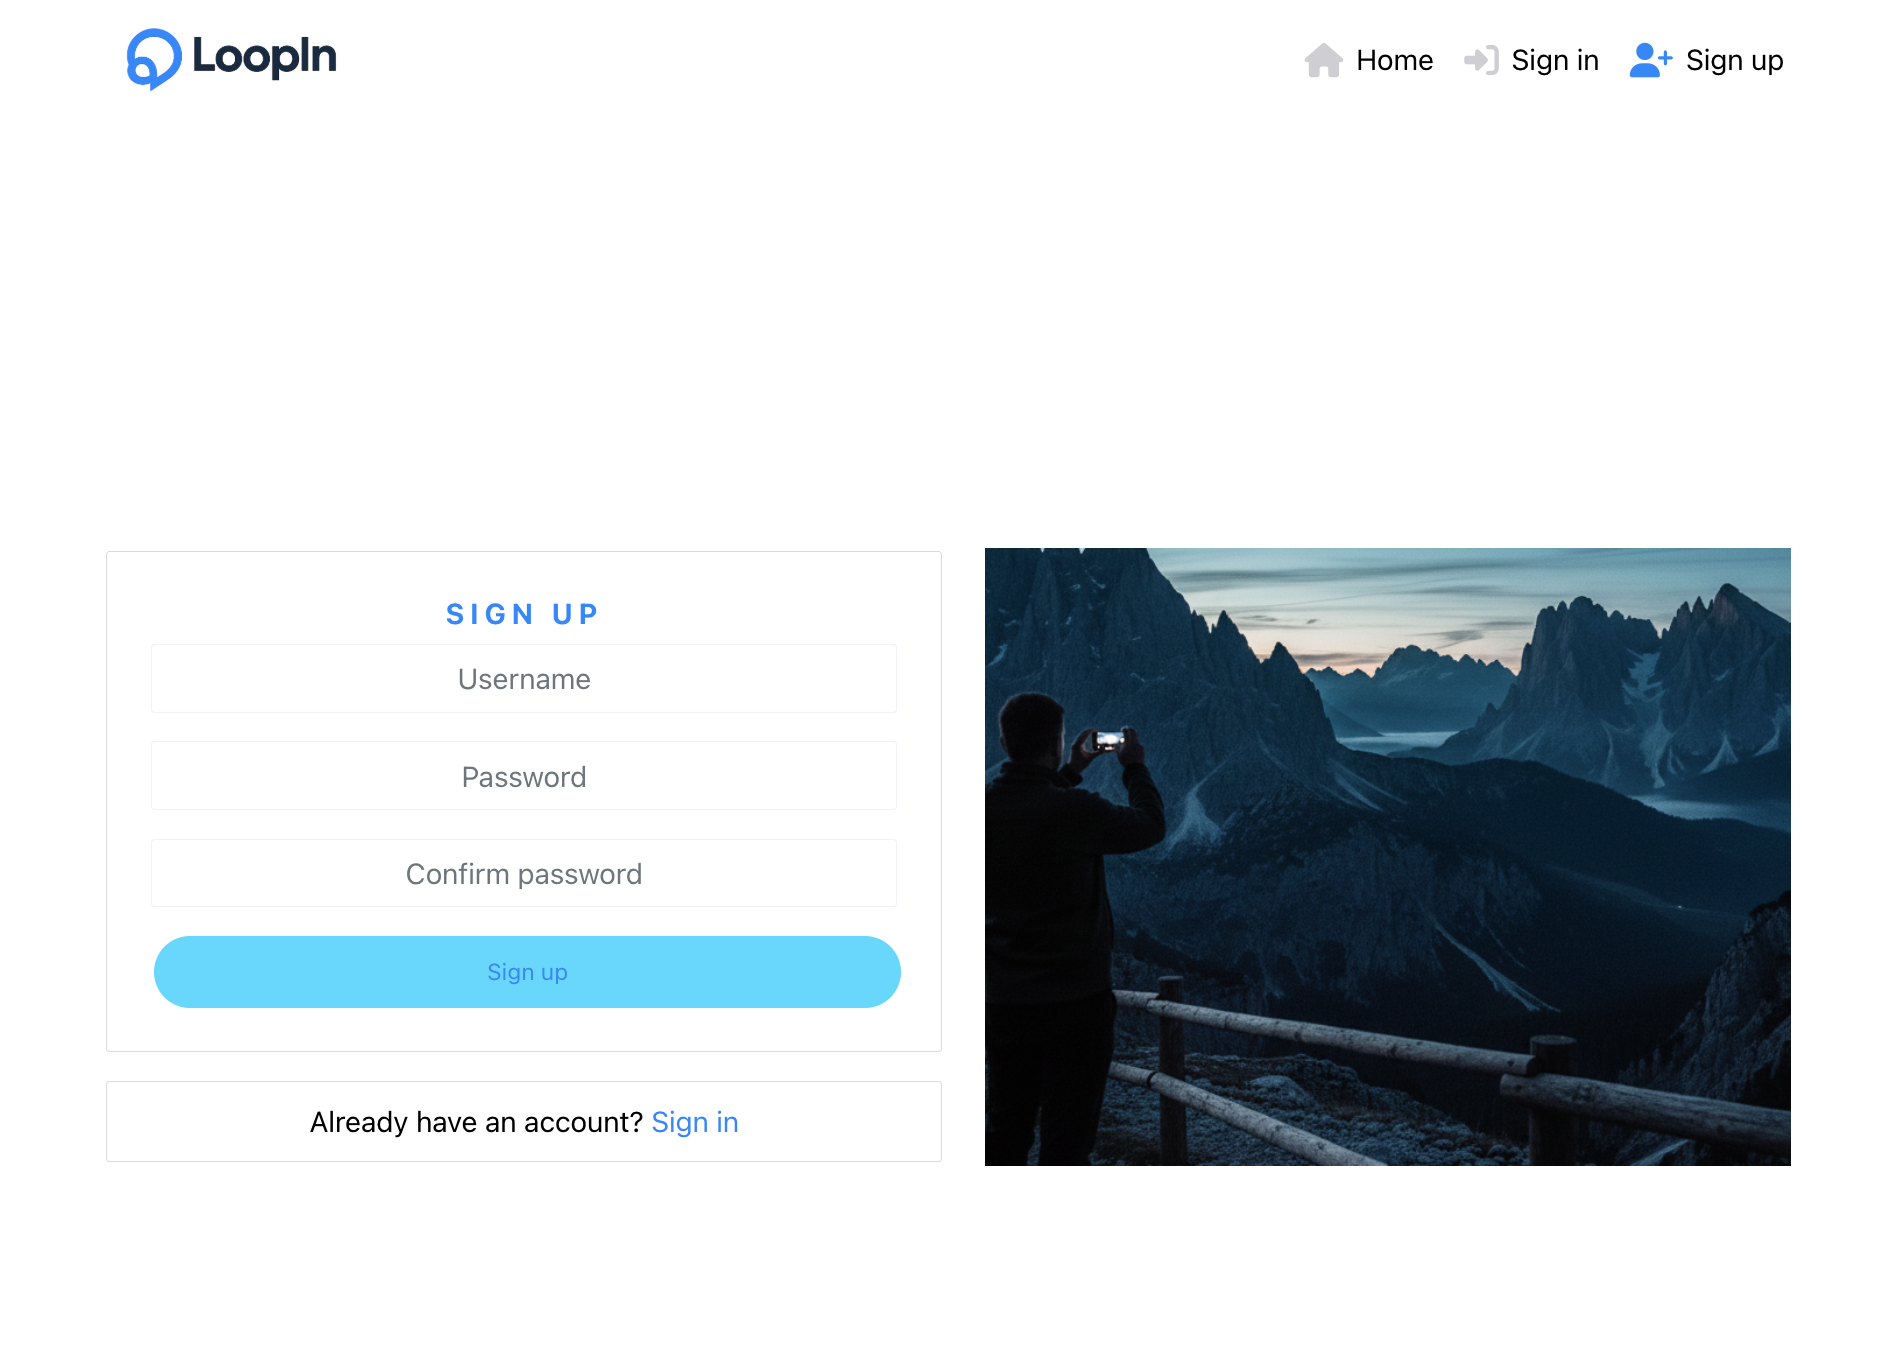 LoopIn
Home
Sign in
Sign up
SIGN UP
Username
Password
Confirm password
Sign up
Already have an account? Sign in